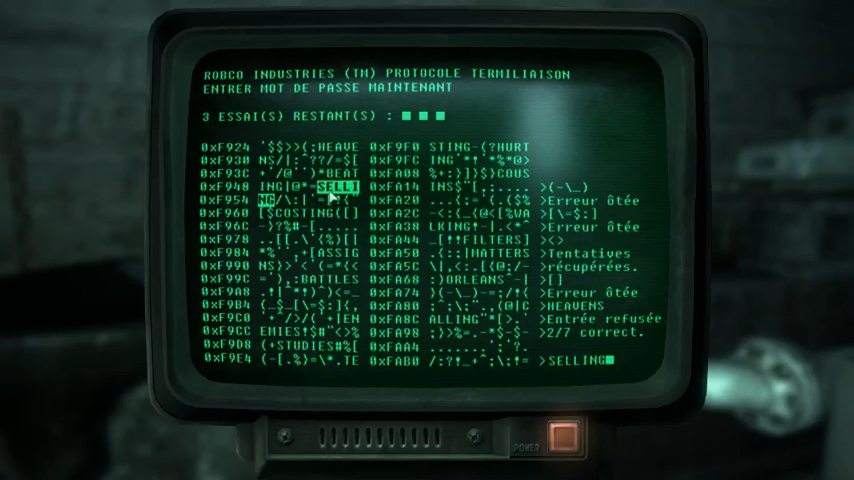 ROBCO INDUSTRIES (TM) PROTOCOLE TERMILIAISON
ENTRER MOT DE PASSE MAINTENANT
3 ESSAI(S) RESTANT(S) : ■ ■ ■
0xF924 '$$>>(;HEAVE 0xF9F0 STING-(?HURT
0xF930 NS/|:^??/=$[ 0xF9FC ING'*!'*%*@>
0xF93C +'/@'')*BEAT 0xFA08 %+:}]}$)COUS
0xF948 ING|@*=SELLI 0xFA14 INS$"[,;.... >(-\_)
0xF954 0xFA20 >Erreur ôtée
0xF960 [$COSTING([] 0xFA2C -<:(_{@<[%WA >[\=$:]
0xF96C 0xFA38 LKING!-|.<*^ >Erreur ôtée
0xF978 0xFA44 _[!!FILTERS] ><>
0xF984 ASSIG 0xFA50 .{::|MATTERS >Tentatives
0xF990 0xFA5C >récupérées.
0xF99C BATTLES 0xFA68 :)ORLEANS^-| >[]
0xF9A8 0xFA74 >Erreur ôtée
0xF9B4 0xFA80 >HEAVENS
0xF9C0 EN 0xFA8C ALLING"*[>.' >Entrée refusée
0xF9CC EMIES!$#"<>% 0xFA98 :}>>%=.-*$-$- >2/7 correct.
0xF9D8 (+STUDIES#%[ 0xFAA4
0xF9E4 (-[.%)=\*.TE 0xFAB0 >SELLING■
POWER